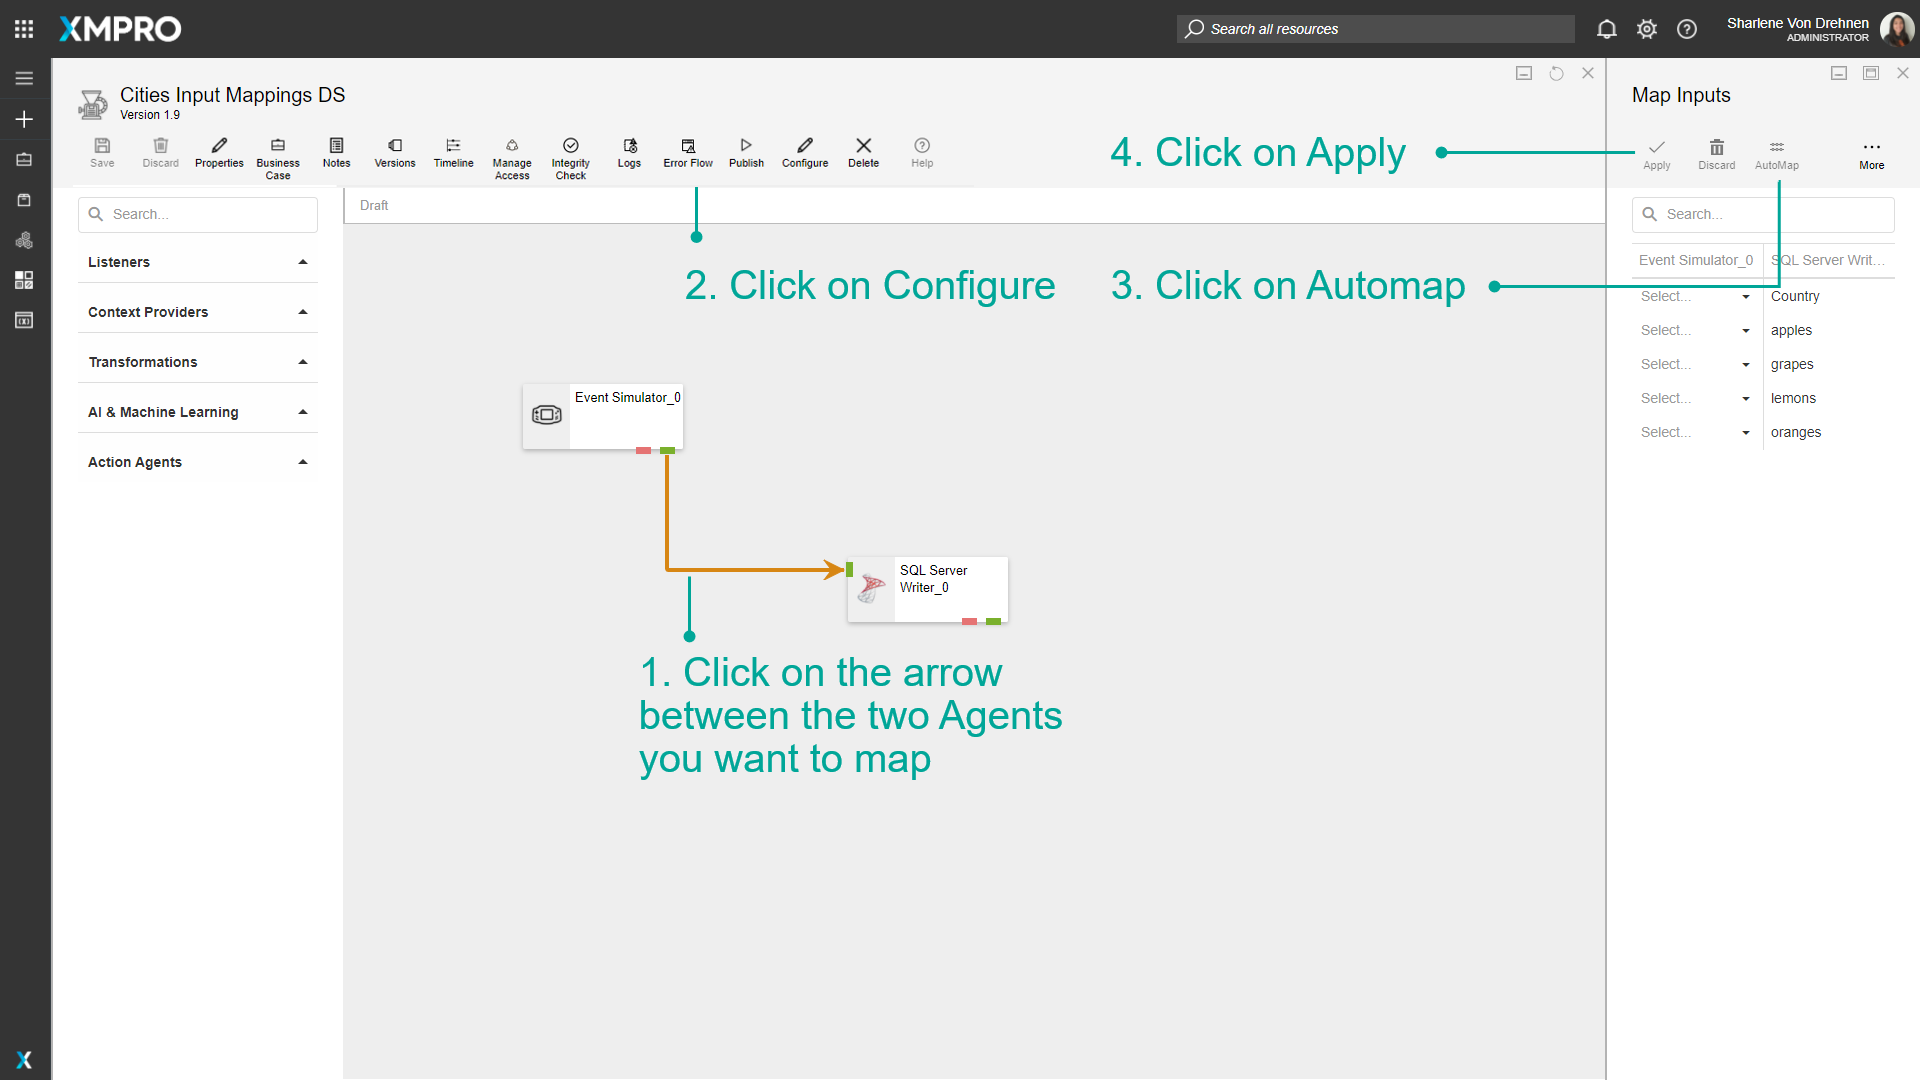 XMPRO
Search all resources
Sharlene Von Drehnen
ADMINISTRATOR
Cities Input Mappings DS
Version 1.9
Save
Discard
Properties
Business
Case
Notes
Versions
Timeline
Manage
Access
Integrity
Check
Logs
Error Flow
Publish
Configure
Delete
Help
Search...
Listeners
Context Providers
Transformations
AI & Machine Learning
Action Agents
Draft
4. Click on Apply
2. Click on Configure
3. Click on Automap
Event Simulator_0
SQL Server
Writer_0
1. Click on the arrow
between the two Agents
you want to map
Map Inputs
Apply
Discard
AutoMap
More
Search...
Event Simulator_0
SQL Server Writ...
Select...
Country
Select...
apples
Select...
grapes
Select...
lemons
Select...
oranges
X